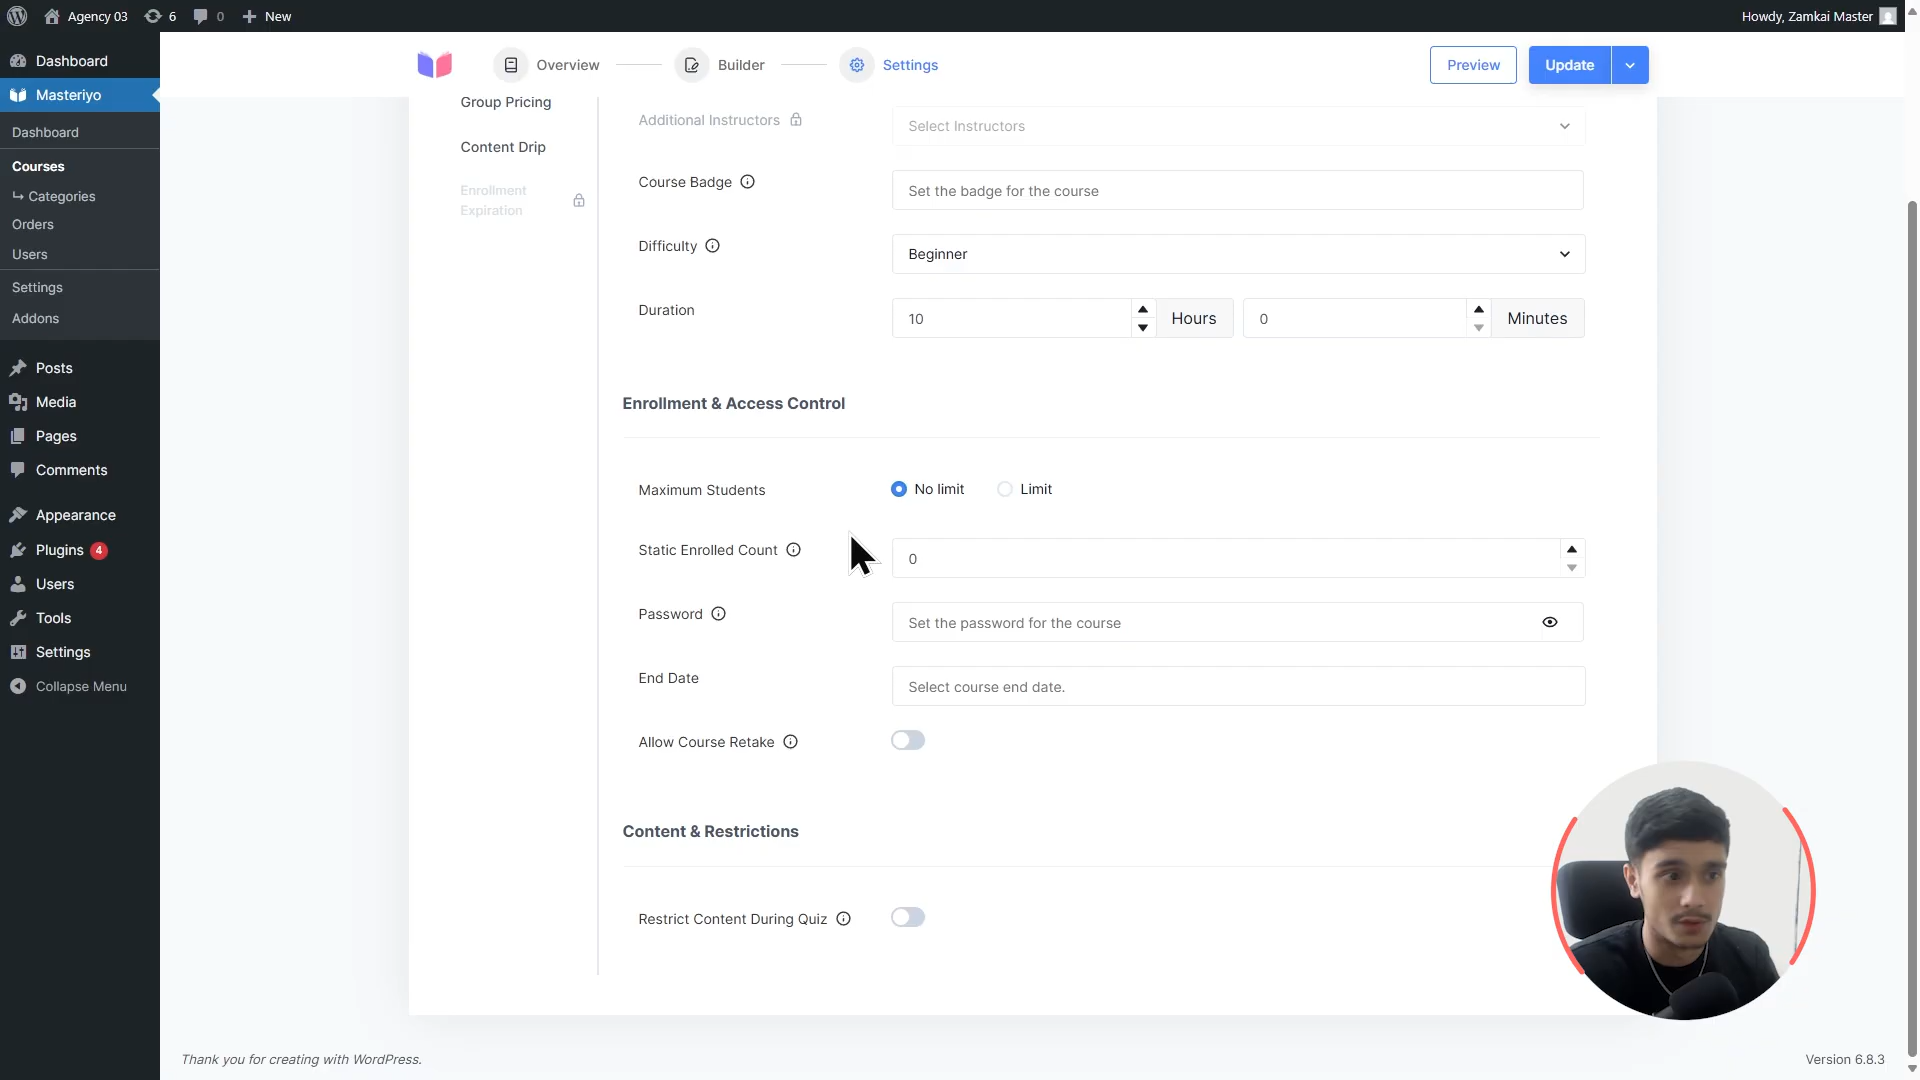 Agency 03
6
0
New
Howdy, Zamkai Master
Dashboard
Masteriyo
Dashboard
Courses
↳ Categories
Orders
Users
Settings
Addons
Posts
Media
Pages
Comments
Appearance
Plugins 4
Users
Tools
Settings
Collapse Menu
Overview
Builder
Settings
Preview
Update
Group Pricing
Content Drip
Enrollment
Expiration
Additional Instructors
Select Instructors
Course Badge
Set the badge for the course
Difficulty
Beginner
Duration
10
Hours
0
Minutes
Enrollment & Access Control
Maximum Students
No limit
Limit
Static Enrolled Count
0
Password
Set the password for the course
End Date
Select course end date.
Allow Course Retake
Content & Restrictions
Restrict Content During Quiz
Thank you for creating with WordPress.
Version 6.8.3